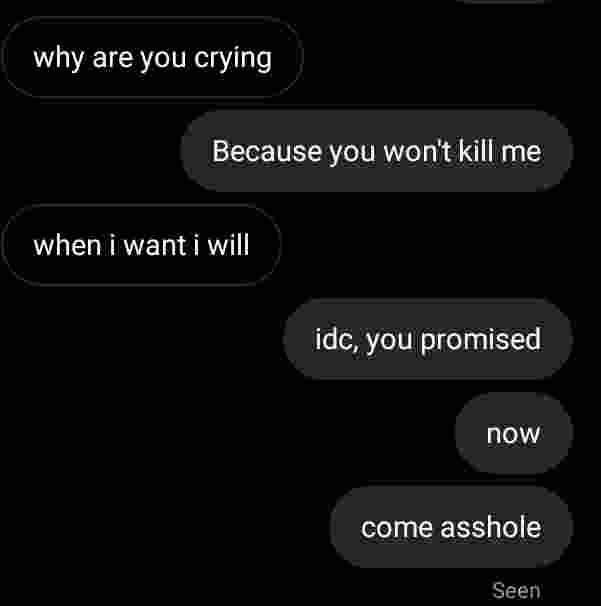 why are you crying
Because you won't kill me
when i want i will
idc, you promised
now
come asshole
Seen